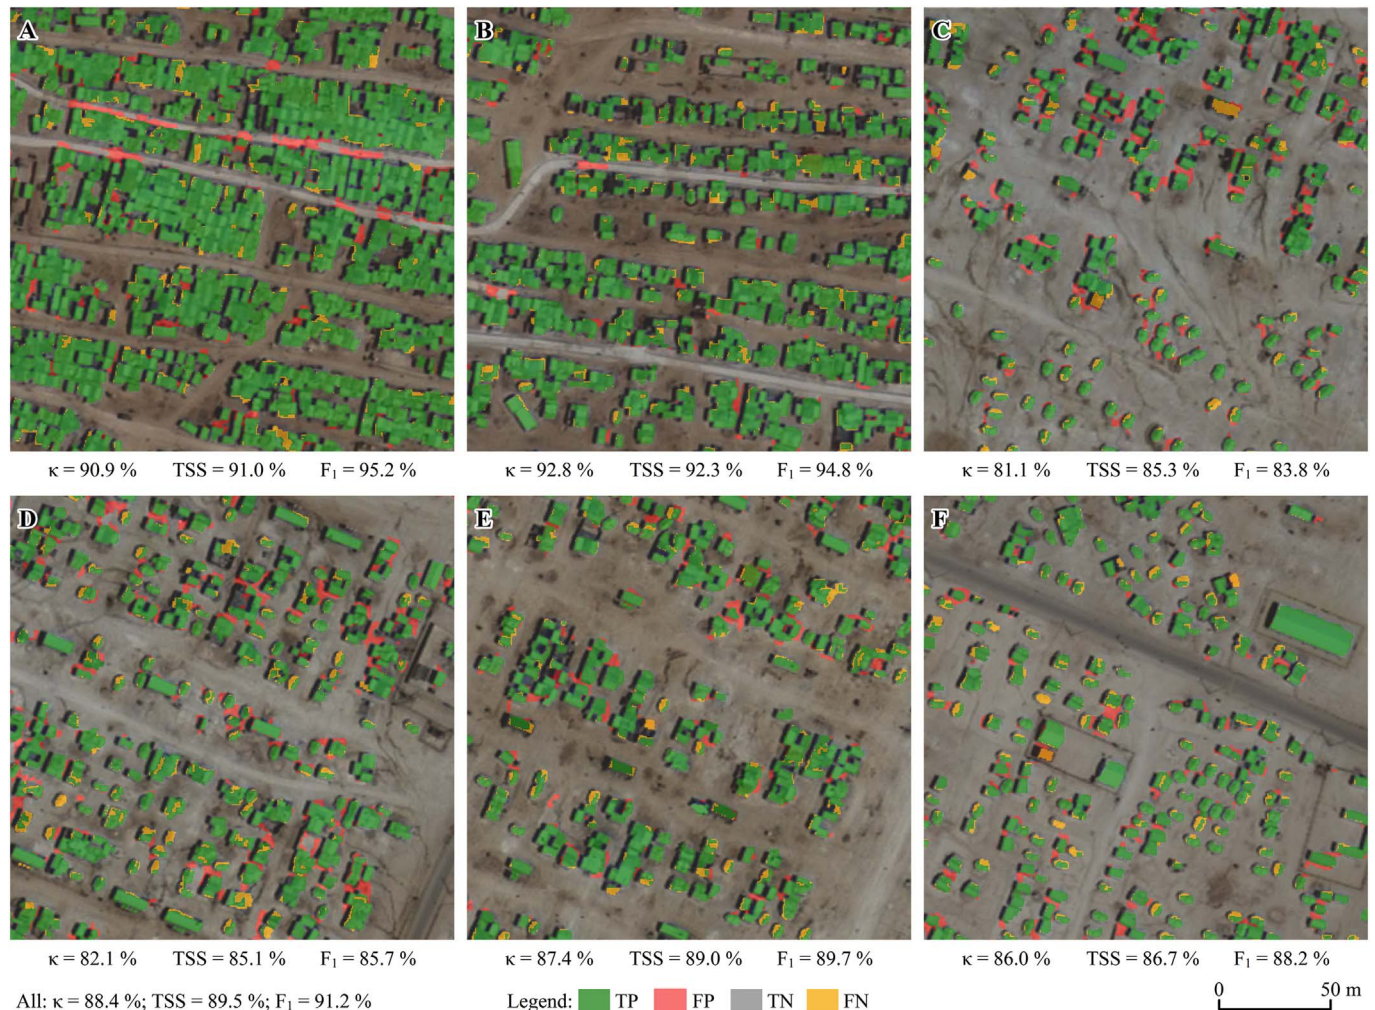 A B C
κ = 90.9 % TSS = 91.0 % F₁ = 95.2 % κ = 92.8 % TSS = 92.3 % F₁ = 94.8 % κ = 81.1 % TSS = 85.3 % F₁ = 83.8 %
D E F
κ = 82.1 % TSS = 85.1 % F₁ = 85.7 % κ = 87.4 % TSS = 89.0 % F₁ = 89.7 % κ = 86.0 % TSS = 86.7 % F₁ = 88.2 %
All: κ = 88.4 %; TSS = 89.5 %; F₁ = 91.2 % Legend: TP FP TN FN 0 50 m